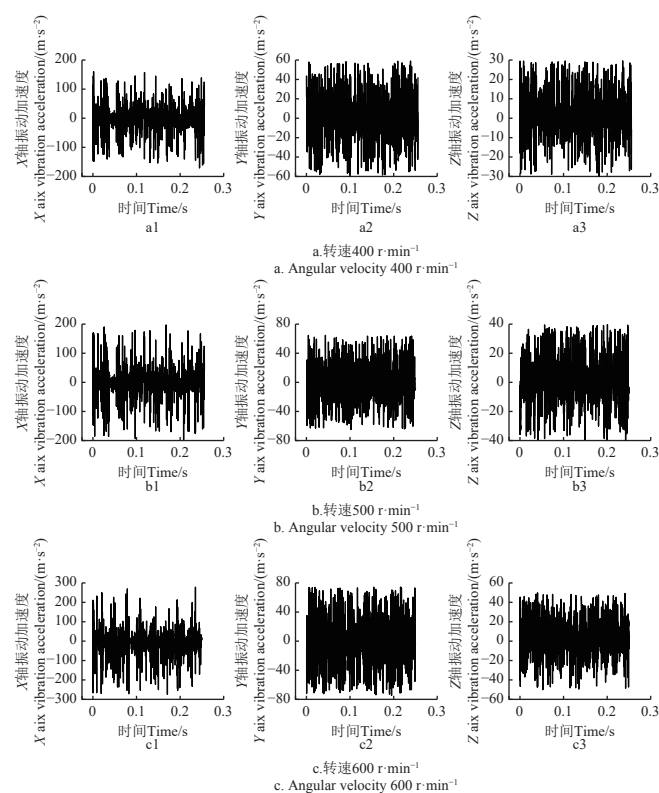 X轴振动加速度
X aix vibration acceleration/(m·s⁻²)
200
100
0
−100
−200
0 0.1 0.2 0.3
时间Time/s
a1
Y轴振动加速度
Y aix vibration acceleration/(m·s⁻²)
60
40
20
0
−20
−40
−60
0 0.1 0.2 0.3
时间Time/s
a2
Z轴振动加速度
Z aix vibration acceleration/(m·s⁻²)
30
20
10
0
−10
−20
−30
0 0.1 0.2 0.3
时间Time/s
a3
a.转速400 r·min⁻¹
a. Angular velocity 400 r·min⁻¹
X轴振动加速度
X aix vibration acceleration/(m·s⁻²)
200
100
0
−100
−200
0 0.1 0.2 0.3
时间Time/s
b1
Y轴振动加速度
Y aix vibration acceleration/(m·s⁻²)
80
40
0
−40
−80
0 0.1 0.2 0.3
时间Time/s
b2
Z轴振动加速度
Z aix vibration acceleration/(m·s⁻²)
40
20
0
−20
−40
0 0.1 0.2 0.3
时间Time/s
b3
b.转速500 r·min⁻¹
b. Angular velocity 500 r·min⁻¹
X轴振动加速度
X aix vibration acceleration/(m·s⁻²)
300
200
100
0
−100
−200
−300
0 0.1 0.2 0.3
时间Time/s
c1
Y轴振动加速度
Y aix vibration acceleration/(m·s⁻²)
80
40
0
−40
−80
0 0.1 0.2 0.3
时间Time/s
c2
Z轴振动加速度
Z aix vibration acceleration/(m·s⁻²)
60
40
20
0
−20
−40
−60
0 0.1 0.2 0.3
时间Time/s
c3
c.转速600 r·min⁻¹
c. Angular velocity 600 r·min⁻¹